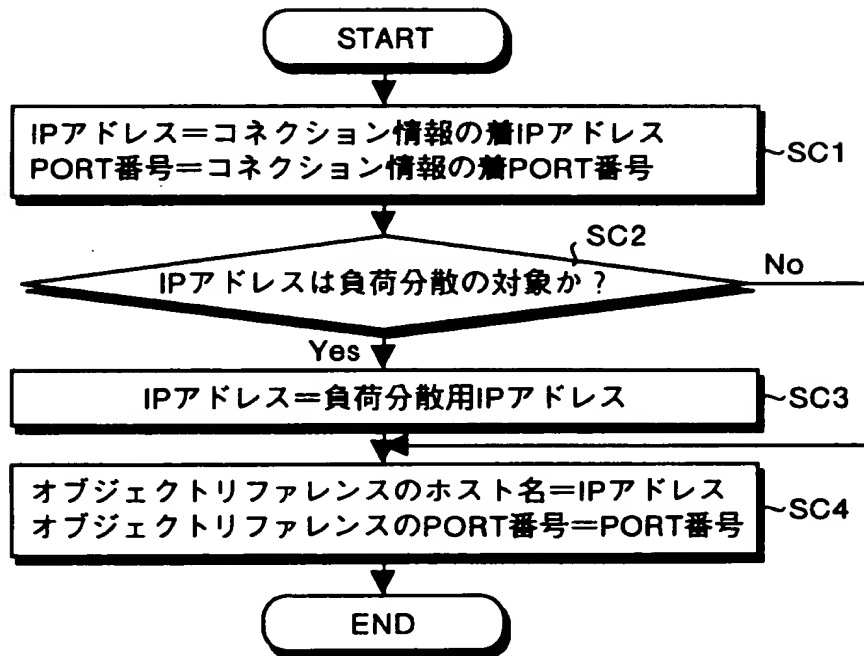 START
IPアドレス＝コネクション情報の着IPアドレス
PORT番号＝コネクション情報の着PORT番号
~SC1
SC2
IPアドレスは負荷分散の対象か？
No
Yes
IPアドレス＝負荷分散用IPアドレス
~SC3
オブジェクトリファレンスのホスト名＝IPアドレス
オブジェクトリファレンスのPORT番号＝PORT番号
~SC4
END